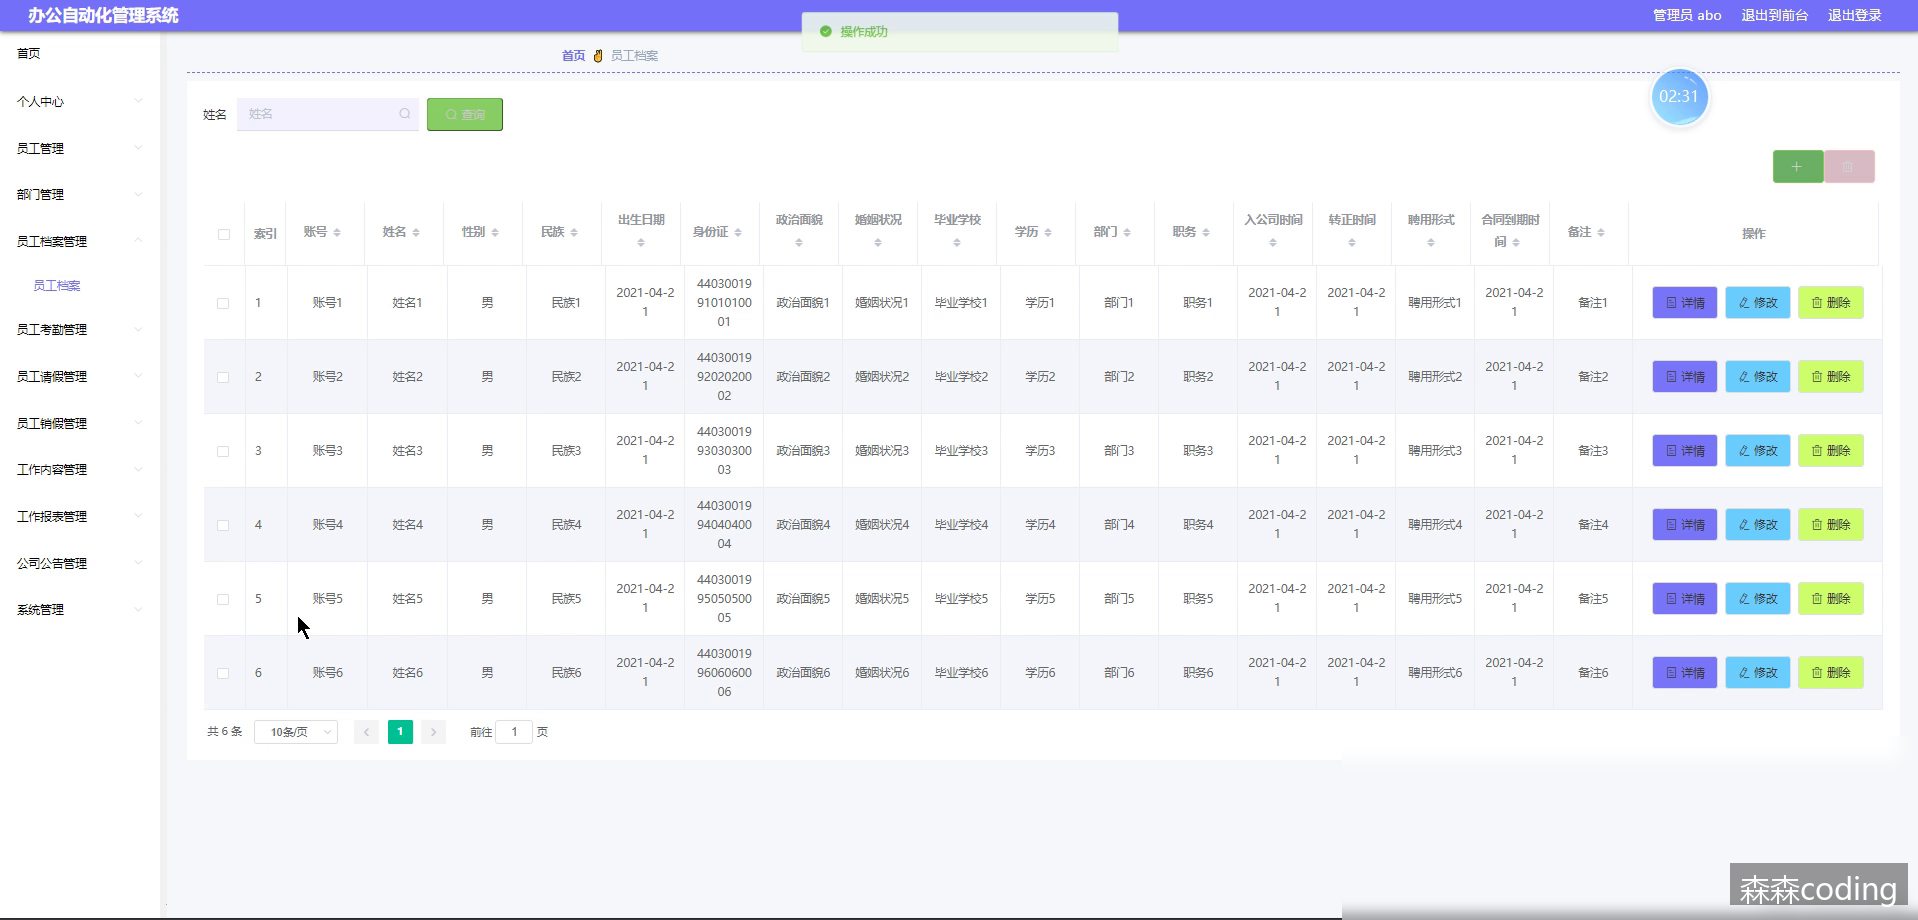 办公自动化管理系统
管理员 abo 退出到前台 退出登录
操作成功
首页 员工档案
02:31
首页
个人中心
员工管理
部门管理
员工档案管理
员工档案
员工考勤管理
员工请假管理
员工销假管理
工作内容管理
工作报表管理
公司公告管理
系统管理
姓名 姓名 查询
索引 账号 姓名 性别 民族 出生日期 身份证 政治面貌 婚姻状况 毕业学校 学历 部门 职务 入公司时间 转正时间 聘用形式 合同到期时间 备注 操作
1 账号1 姓名1 男 民族1 2021-04-21 440300199101010001 政治面貌1 婚姻状况1 毕业学校1 学历1 部门1 职务1 2021-04-21 2021-04-21 聘用形式1 2021-04-21 备注1 详情 修改 删除
2 账号2 姓名2 男 民族2 2021-04-21 440300199202020002 政治面貌2 婚姻状况2 毕业学校2 学历2 部门2 职务2 2021-04-21 2021-04-21 聘用形式2 2021-04-21 备注2 详情 修改 删除
3 账号3 姓名3 男 民族3 2021-04-21 440300199303030003 政治面貌3 婚姻状况3 毕业学校3 学历3 部门3 职务3 2021-04-21 2021-04-21 聘用形式3 2021-04-21 备注3 详情 修改 删除
4 账号4 姓名4 男 民族4 2021-04-21 440300199404040004 政治面貌4 婚姻状况4 毕业学校4 学历4 部门4 职务4 2021-04-21 2021-04-21 聘用形式4 2021-04-21 备注4 详情 修改 删除
5 账号5 姓名5 男 民族5 2021-04-21 440300199505050005 政治面貌5 婚姻状况5 毕业学校5 学历5 部门5 职务5 2021-04-21 2021-04-21 聘用形式5 2021-04-21 备注5 详情 修改 删除
6 账号6 姓名6 男 民族6 2021-04-21 440300199606060006 政治面貌6 婚姻状况6 毕业学校6 学历6 部门6 职务6 2021-04-21 2021-04-21 聘用形式6 2021-04-21 备注6 详情 修改 删除
共 6 条 10条/页 1 前往 1 页
森森coding